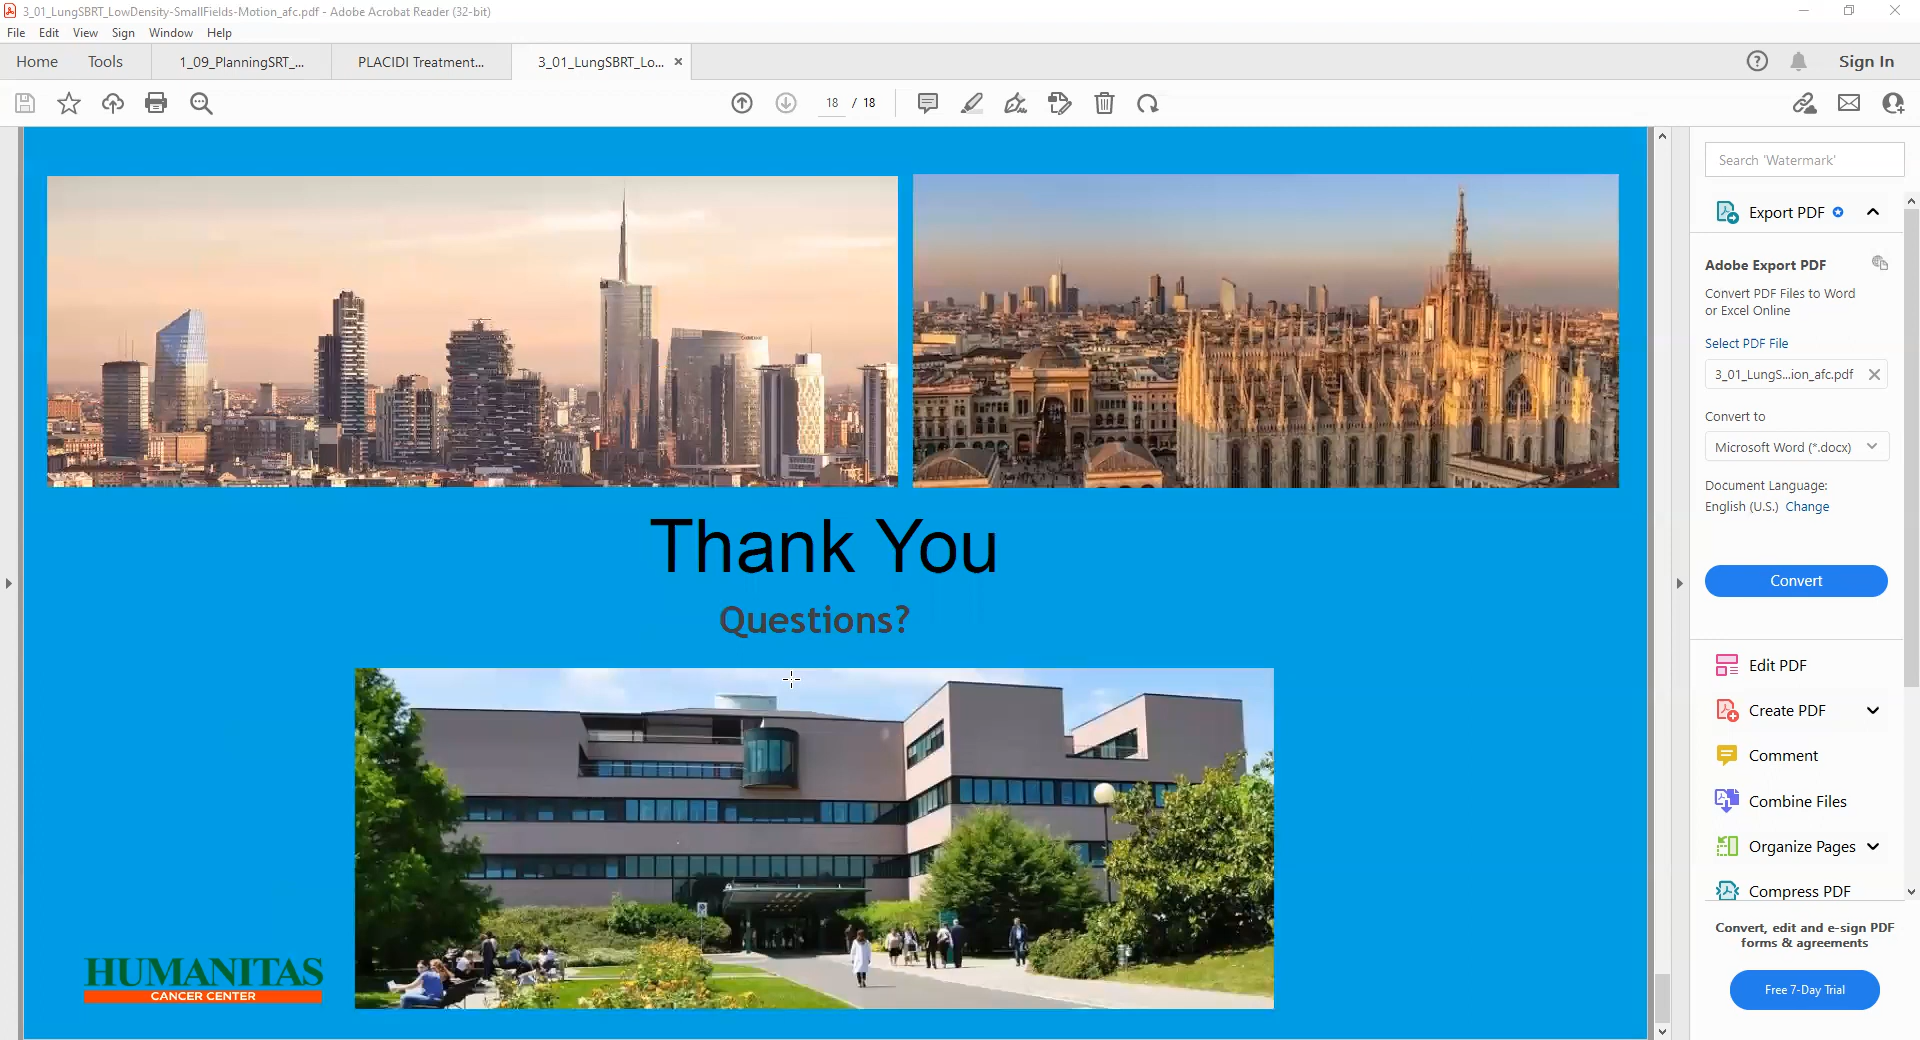 3_01_LungSBRT_LowDensity-SmallFields-Motion_afc.pdf - Adobe Acrobat Reader (32-bit)
File Edit View Sign Window Help
Home Tools 1_09_PlanningSRT_... PLACIDI Treatment... 3_01_LungSBRT_Lo... Sign In
18 / 18
Search 'Watermark'
Export PDF
Adobe Export PDF
Convert PDF Files to Word
or Excel Online
Select PDF File
3_01_LungS...ion_afc.pdf
Convert to
Microsoft Word (*.docx)
Document Language:
English (U.S.) Change
Convert
Edit PDF
Create PDF
Comment
Combine Files
Organize Pages
Compress PDF
Convert, edit and e-sign PDF
forms & agreements
Free 7-Day Trial
Thank You
Questions?
HUMANITAS
CANCER CENTER